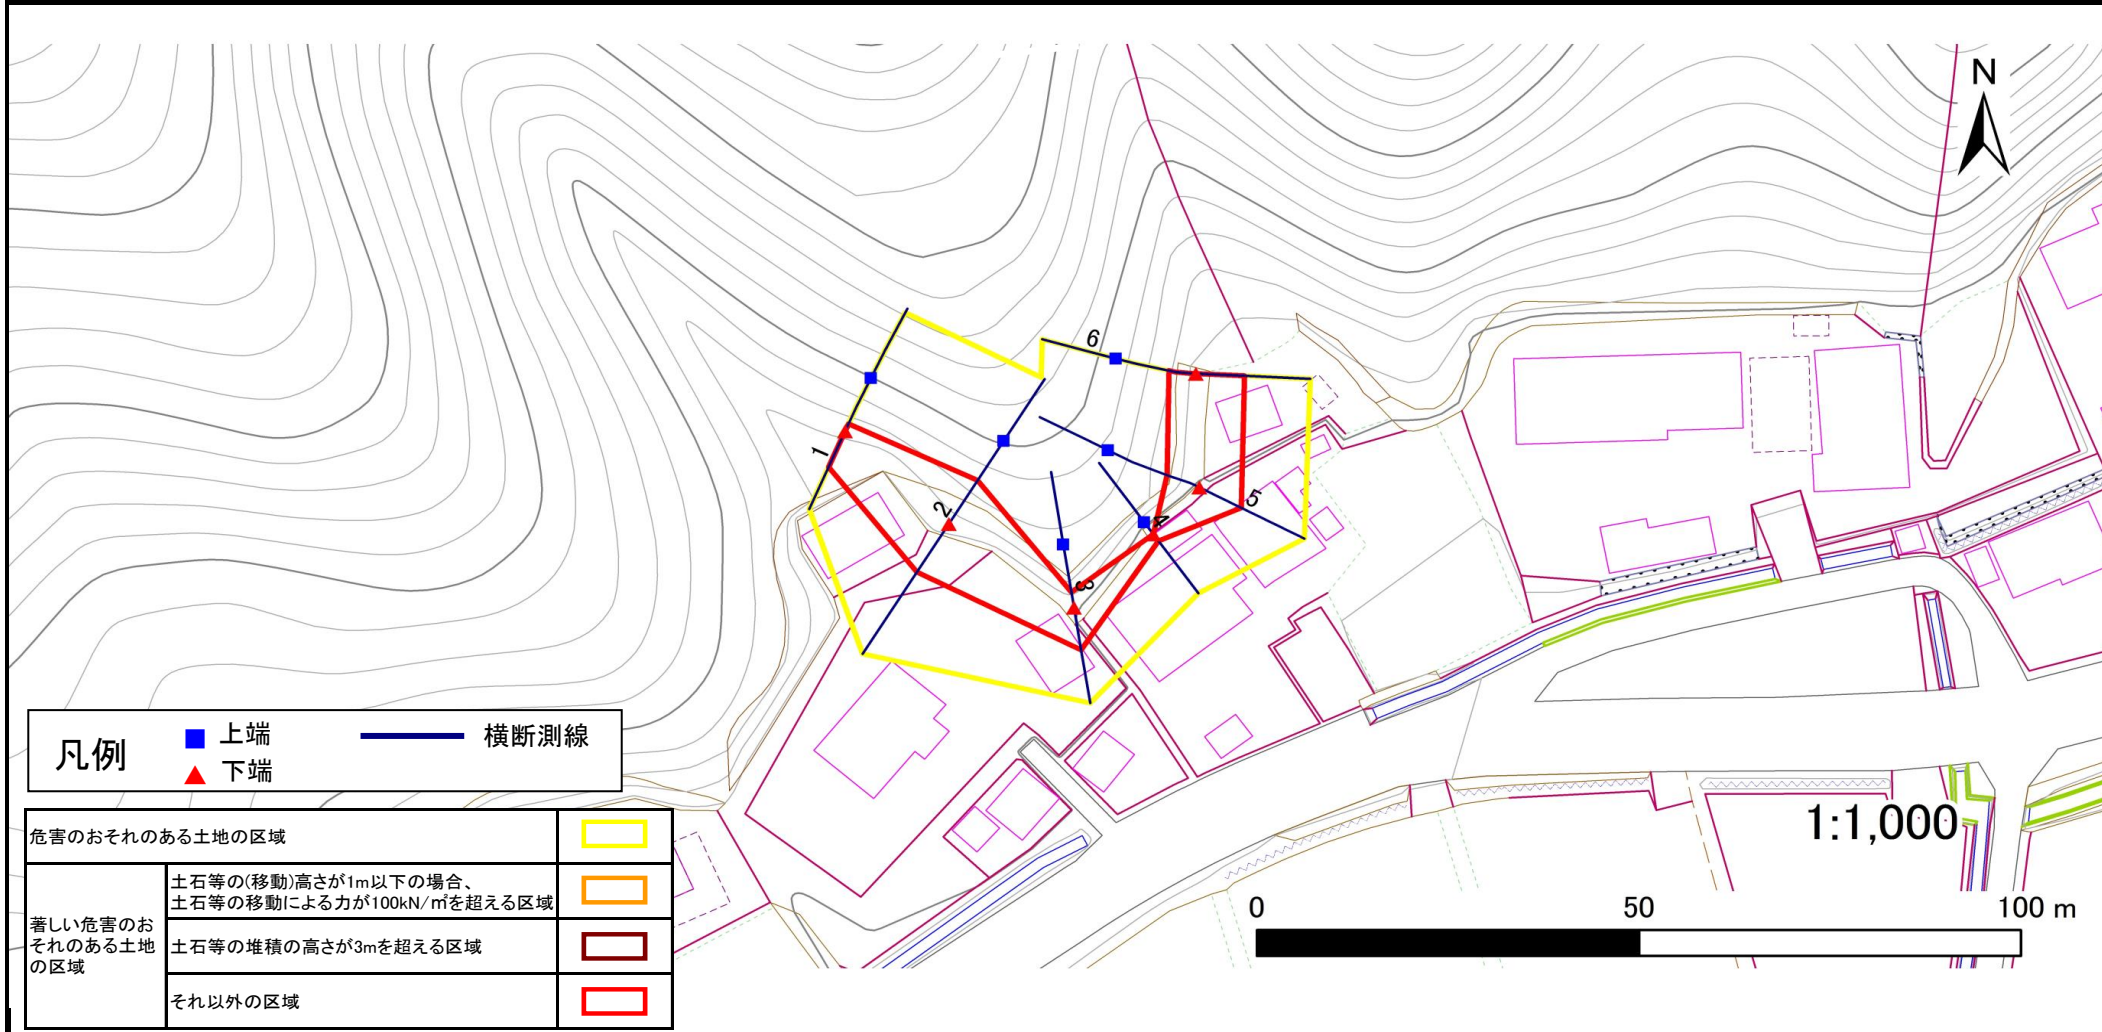 N
6
1
2
5
4
3
凡例
上端
横断測線
下端
危害のおそれのある土地の区域
著しい危害のお
それのある土地
の区域
土石等の(移動)高さが1m以下の場合、
土石等の移動による力が100kN/㎡を超える区域
土石等の堆積の高さが3mを超える区域
それ以外の区域
1:1,000
0 50 100 m